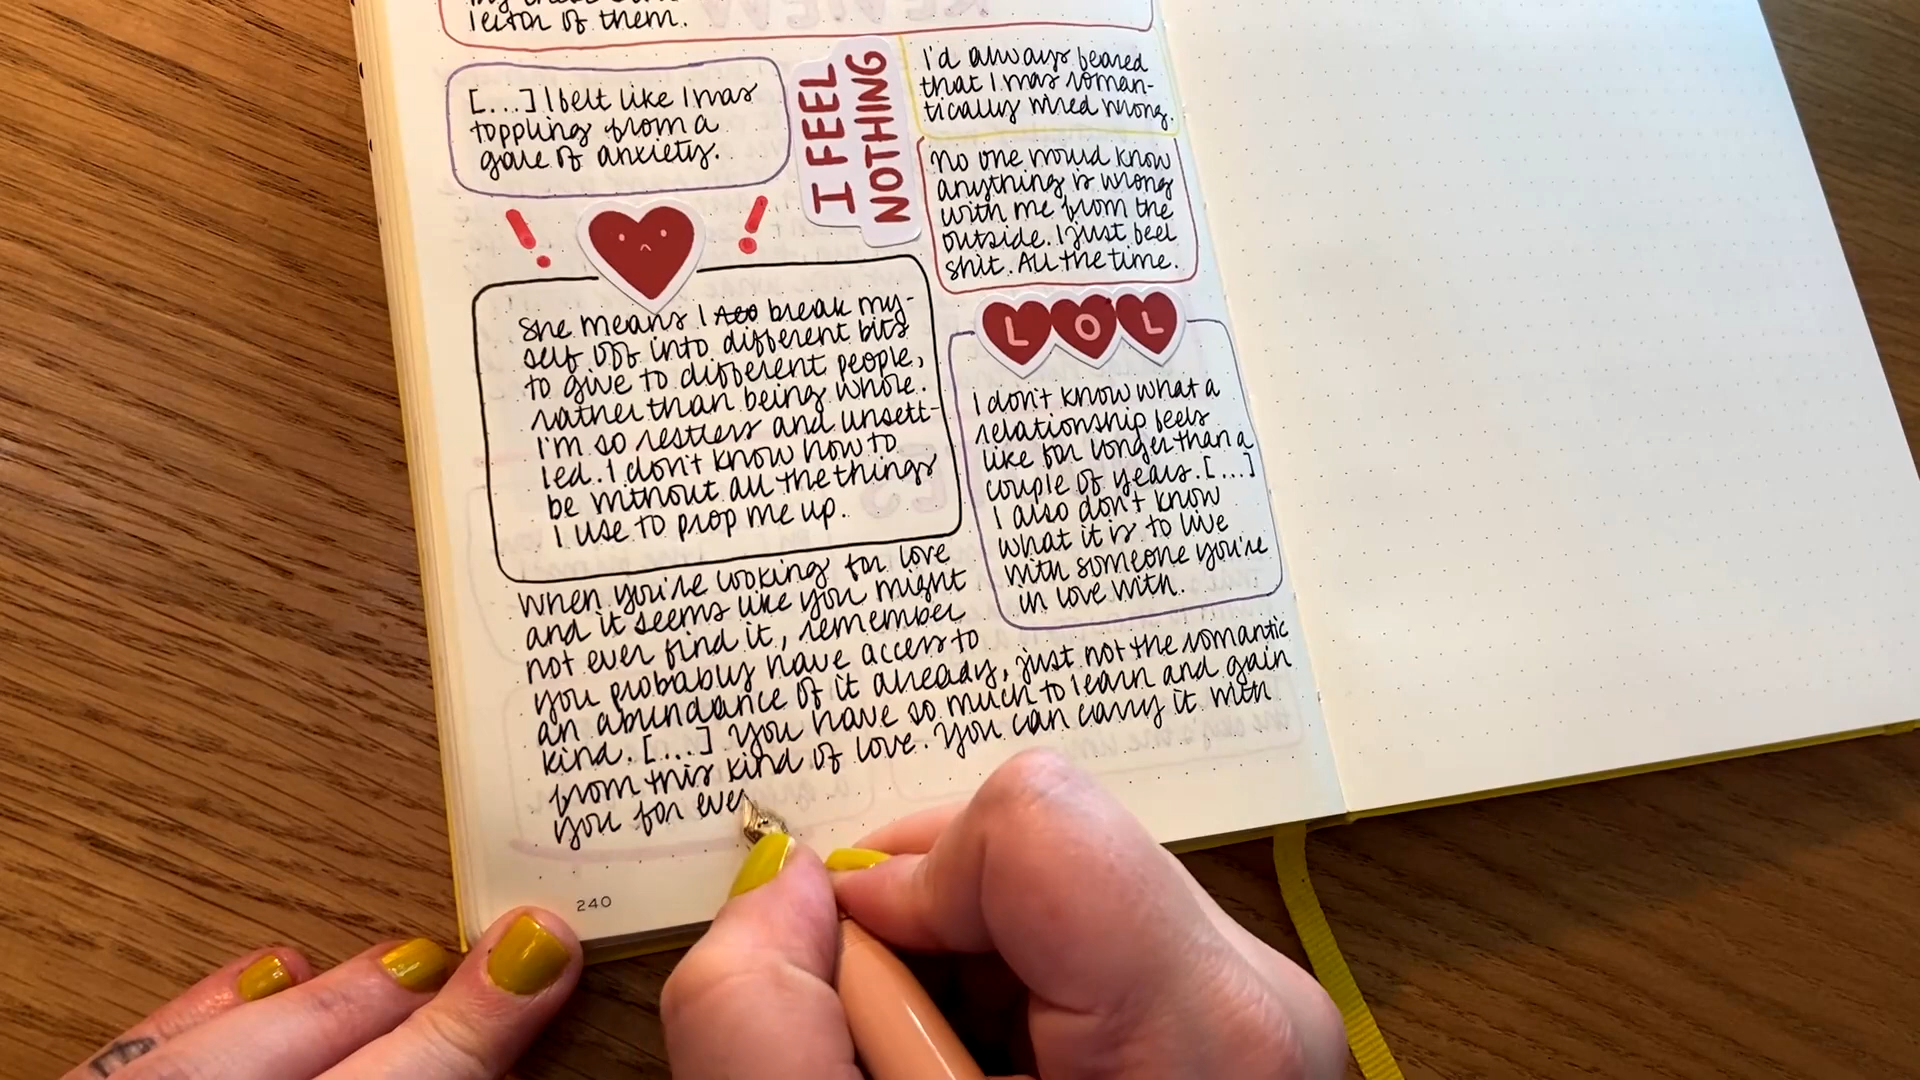 leton of them.
[...] I felt like I was
toppling from a
gale of anxiety.
I FEEL
NOTHING
I'd always feared
that I was roman-
tically wired wrong.
No one would know
anything is wrong
with me from the
outside. I just feel
shit. All the time.
She means I break my-
self off into different bits
to give to different people,
rather than being whole.
I'm so restless and unsett-
led. I don't know how to
be without all the things
I use to prop me up.
LOL
I don't know what a
relationship feels
like for longer than a
couple of years. [...]
I also don't know
what it is to live
with someone you're
in love with.
When you're looking for love
and it seems like you might
not ever find it, remember
you probably have access to
an abundance of it already, just not the romantic
kind. [...] You have so much to learn and gain
from this kind of love. You can carry it with
you for eve
240